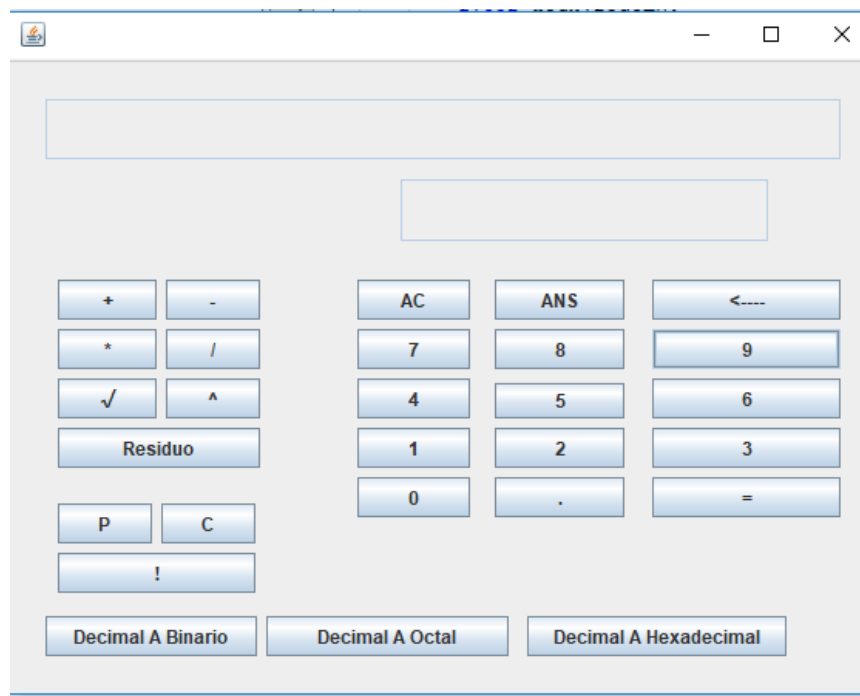 + - AC ANS <----
* / 7 8 9
√ ^ 4 5 6
Residuo 1 2 3
0 . =
P C
!
Decimal A Binario Decimal A Octal Decimal A Hexadecimal